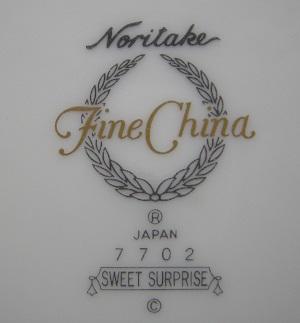 Noritake
Fine China
®
JAPAN
7702
SWEET SURPRISE
©